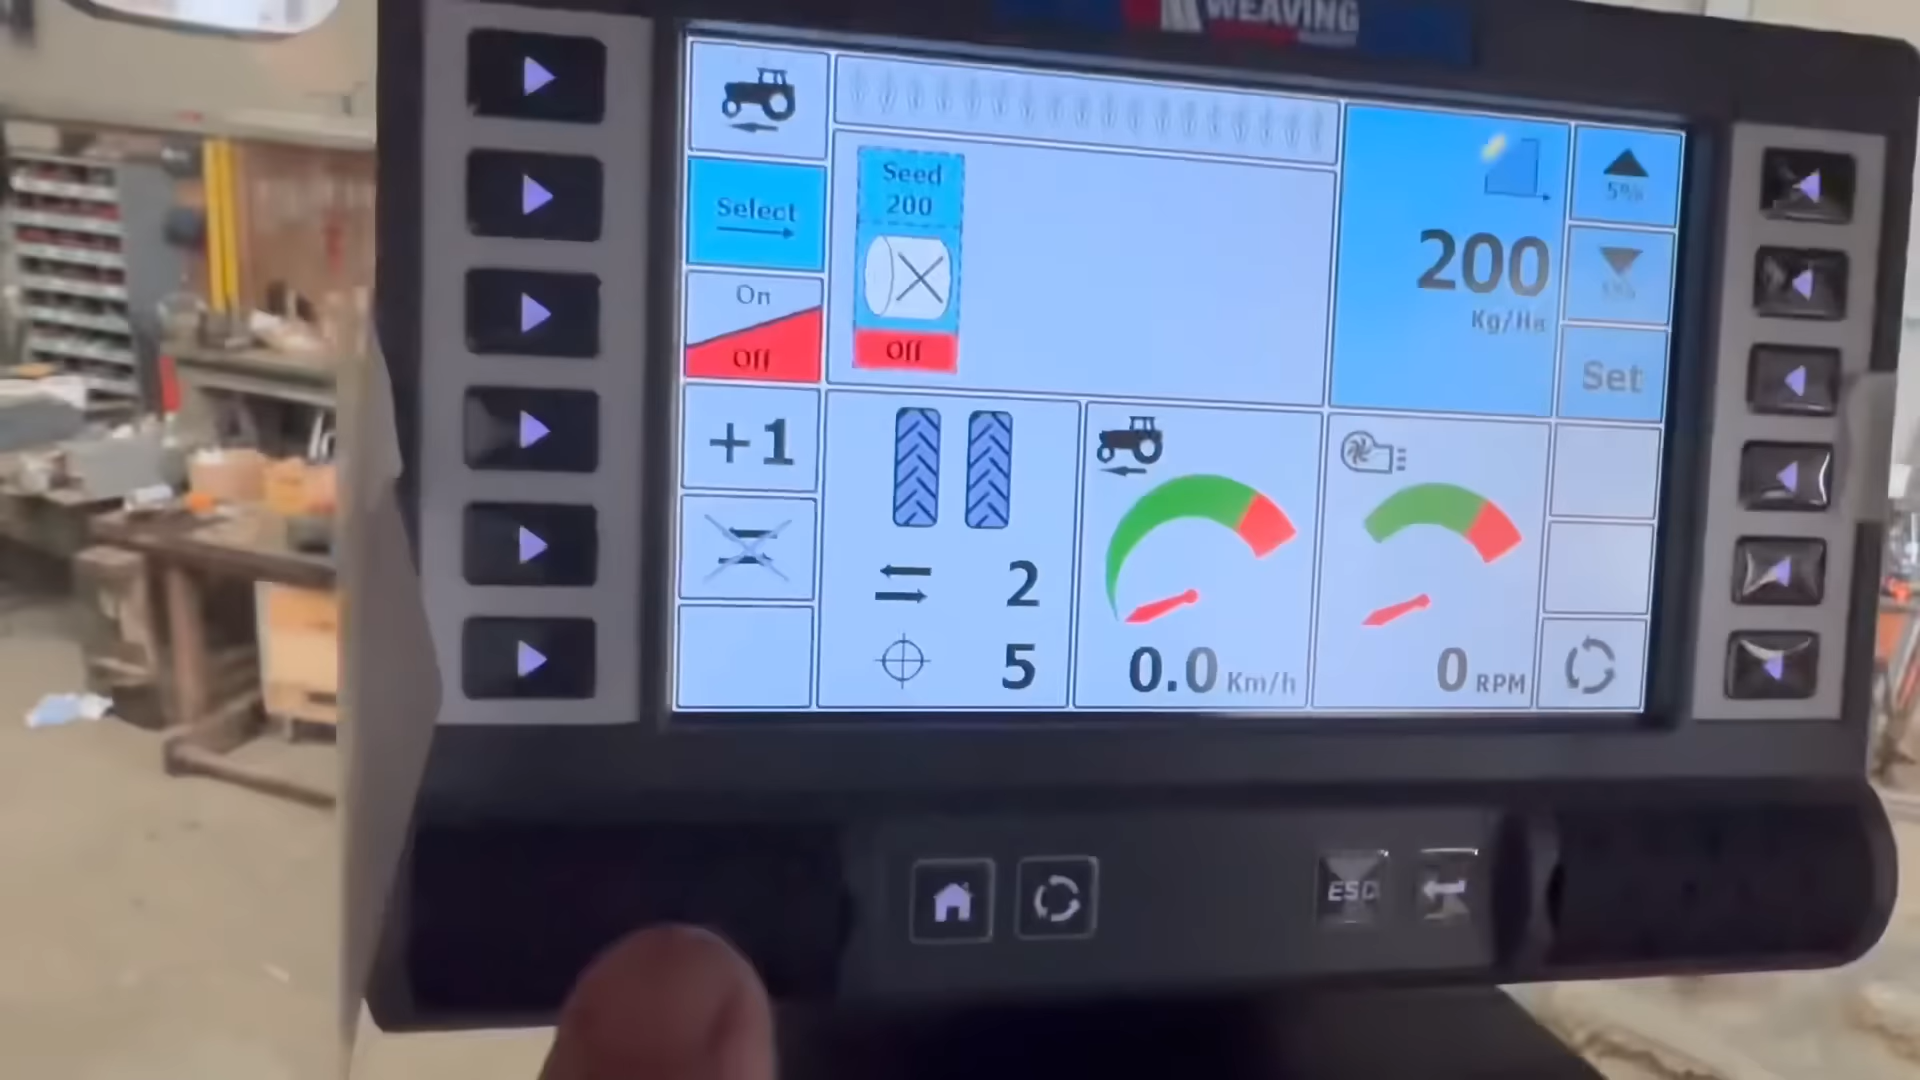 WEAVING
Select
On
Off
+1
Seed
200
Off
200
Kg/Ha
5%
Set
2
5
0.0 Km/h
0 RPM
ESC